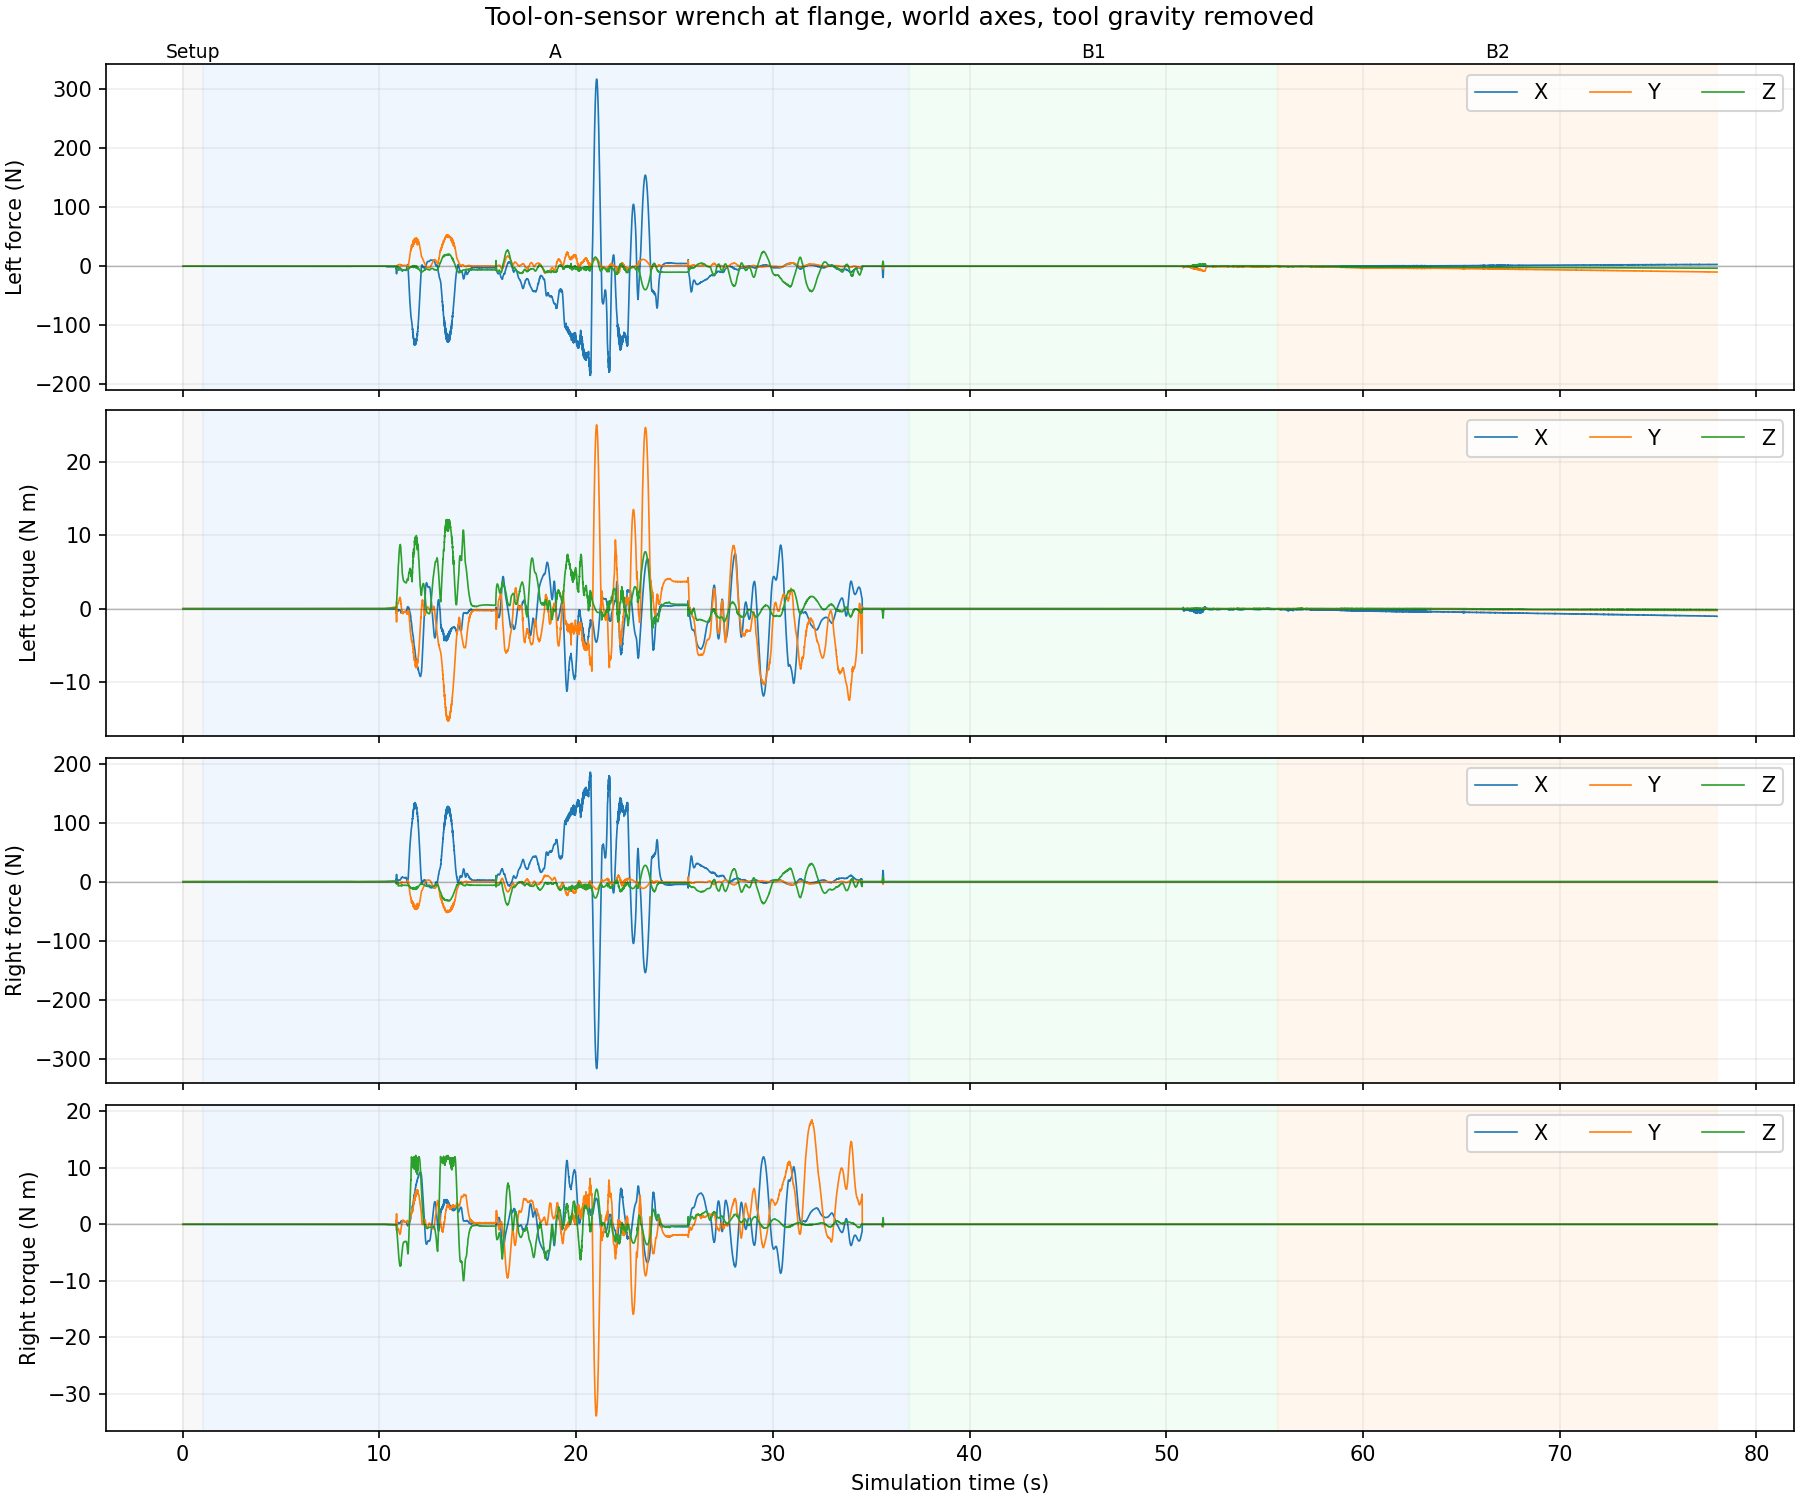 Tool-on-sensor wrench at flange, world axes, tool gravity removed
Setup A B1 B2
Left force (N)
300
200
100
0
−100
−200
X Y Z
Left torque (N m)
20
10
0
−10
X Y Z
Right force (N)
200
100
0
−100
−200
−300
X Y Z
Right torque (N m)
20
10
0
−10
−20
−30
X Y Z
0 10 20 30 40 50 60 70 80
Simulation time (s)